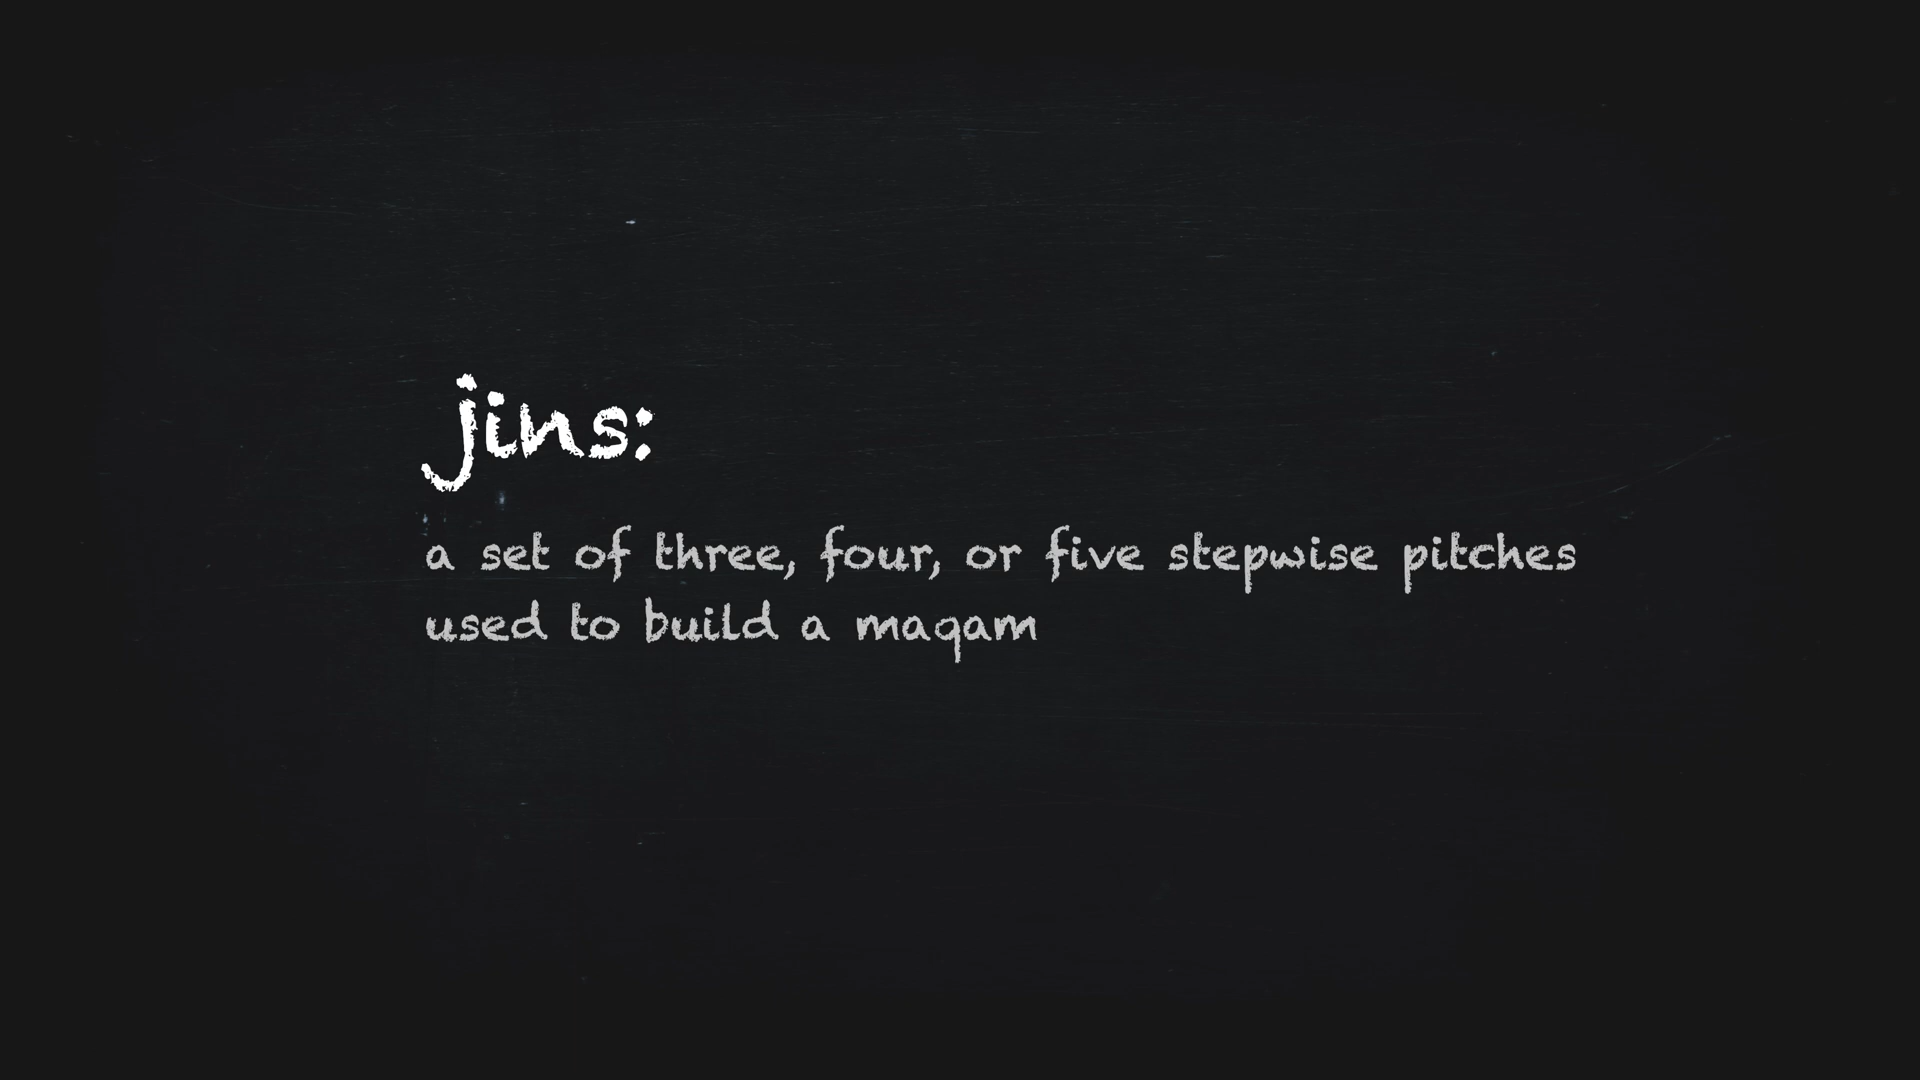 jins:
a set of three, four, or five stepwise pitches
used to build a maqam